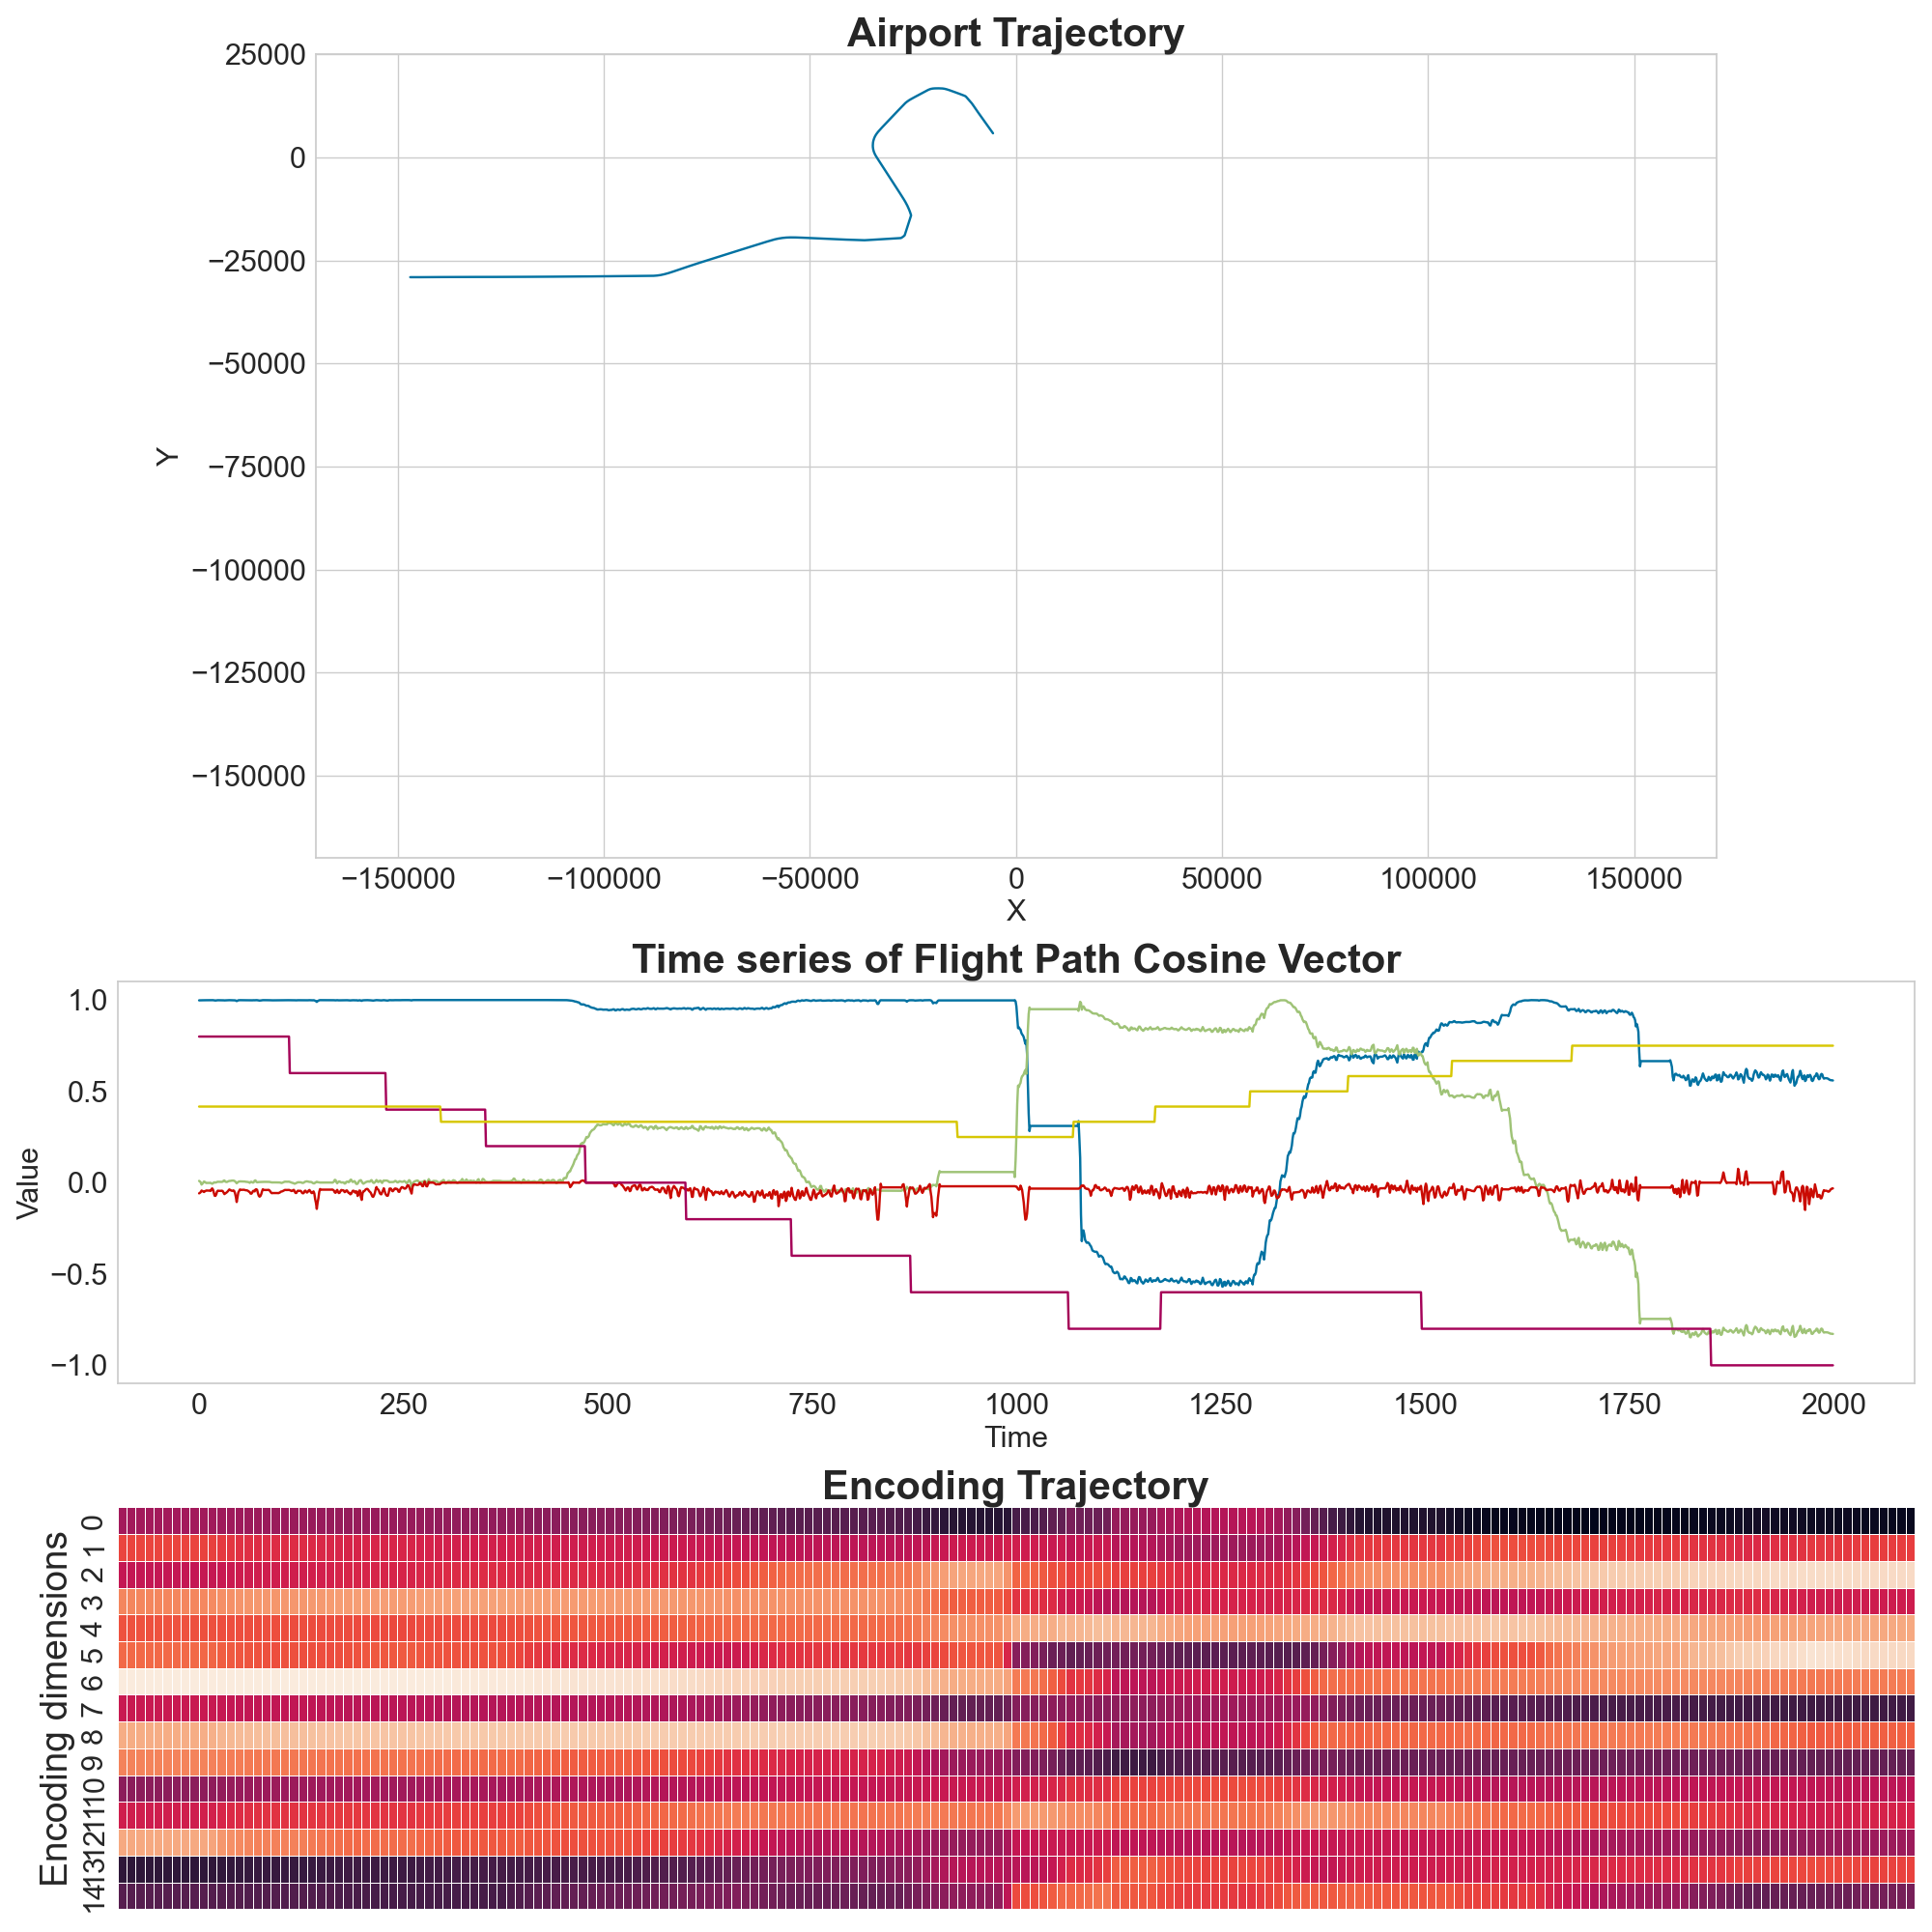 Airport Trajectory
25000
0
−25000
−50000
−75000
−100000
−125000
−150000
Y
−150000 −100000 −50000 0 50000 100000 150000
X
Time series of Flight Path Cosine Vector
1.0
0.5
0.0
−0.5
−1.0
Value
0 250 500 750 1000 1250 1500 1750 2000
Time
Encoding Trajectory
Encoding dimensions
0
1
2
3
4
5
6
7
8
9
10
11
12
13
14